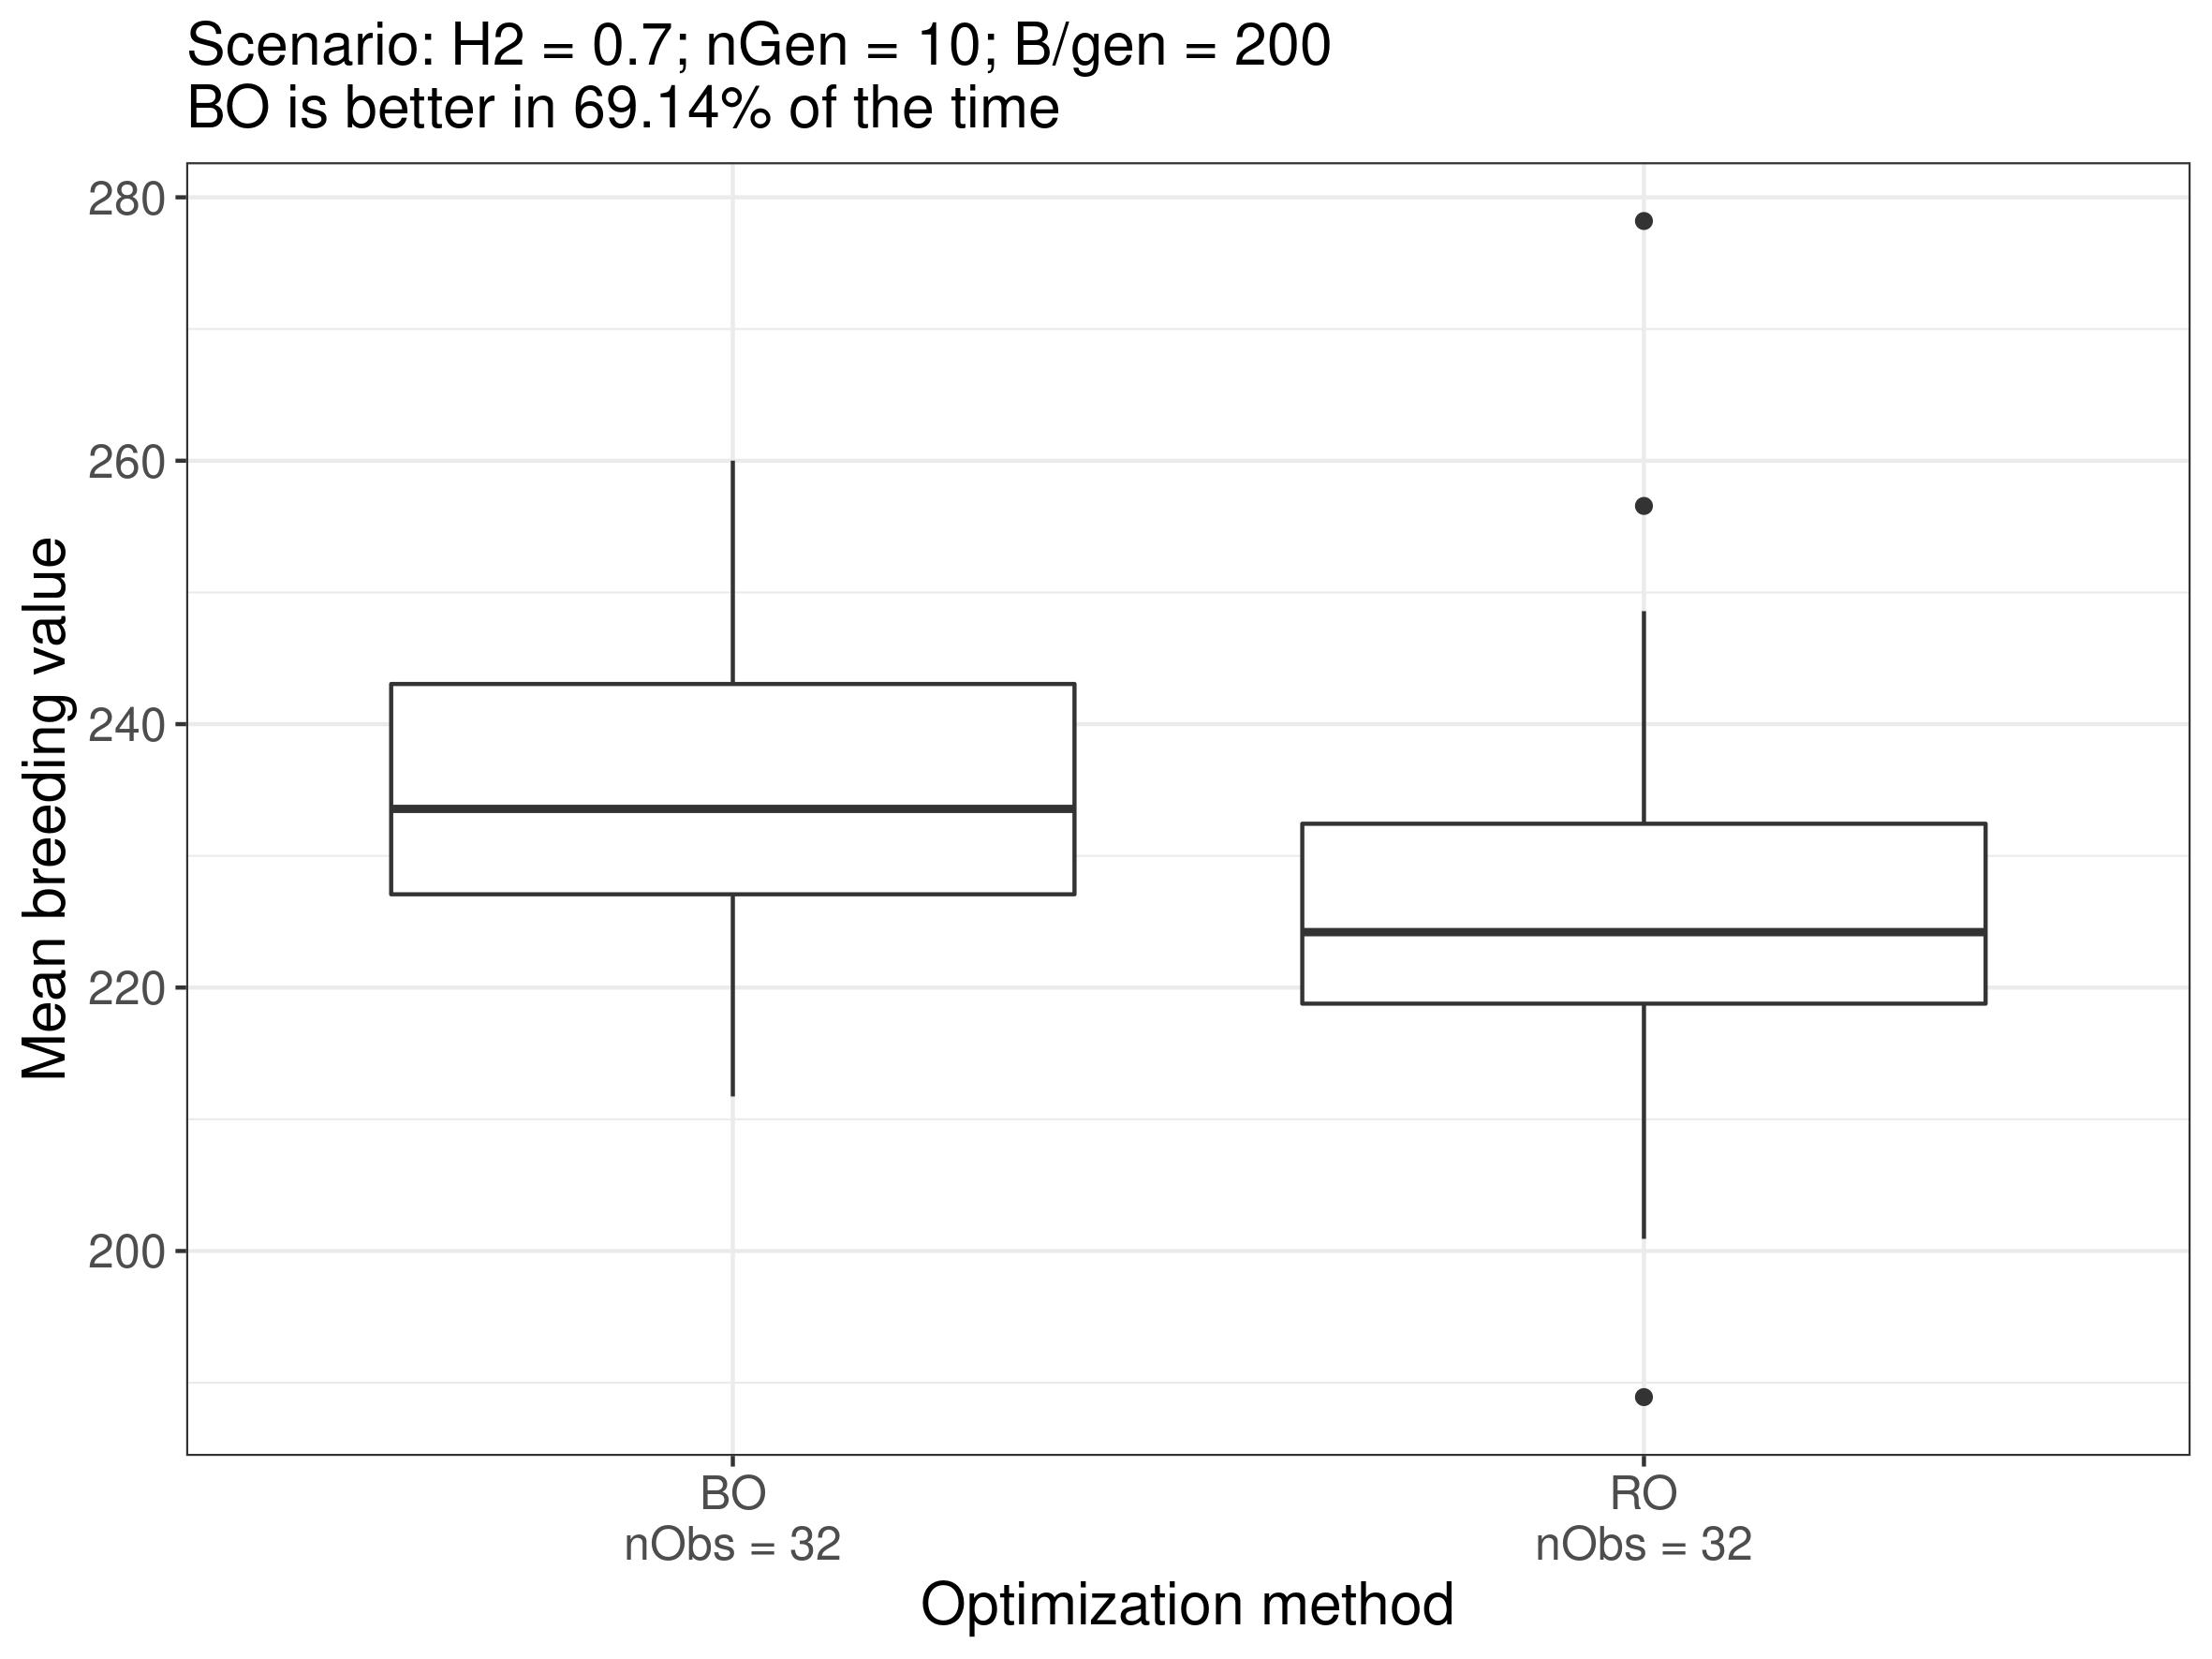 Scenario: H2 = 0.7; nGen = 10; B/gen = 200
BO is better in 69.14% of the time
Mean breeding value
280
260
240
220
200
BO
nObs = 32
RO
nObs = 32
Optimization method